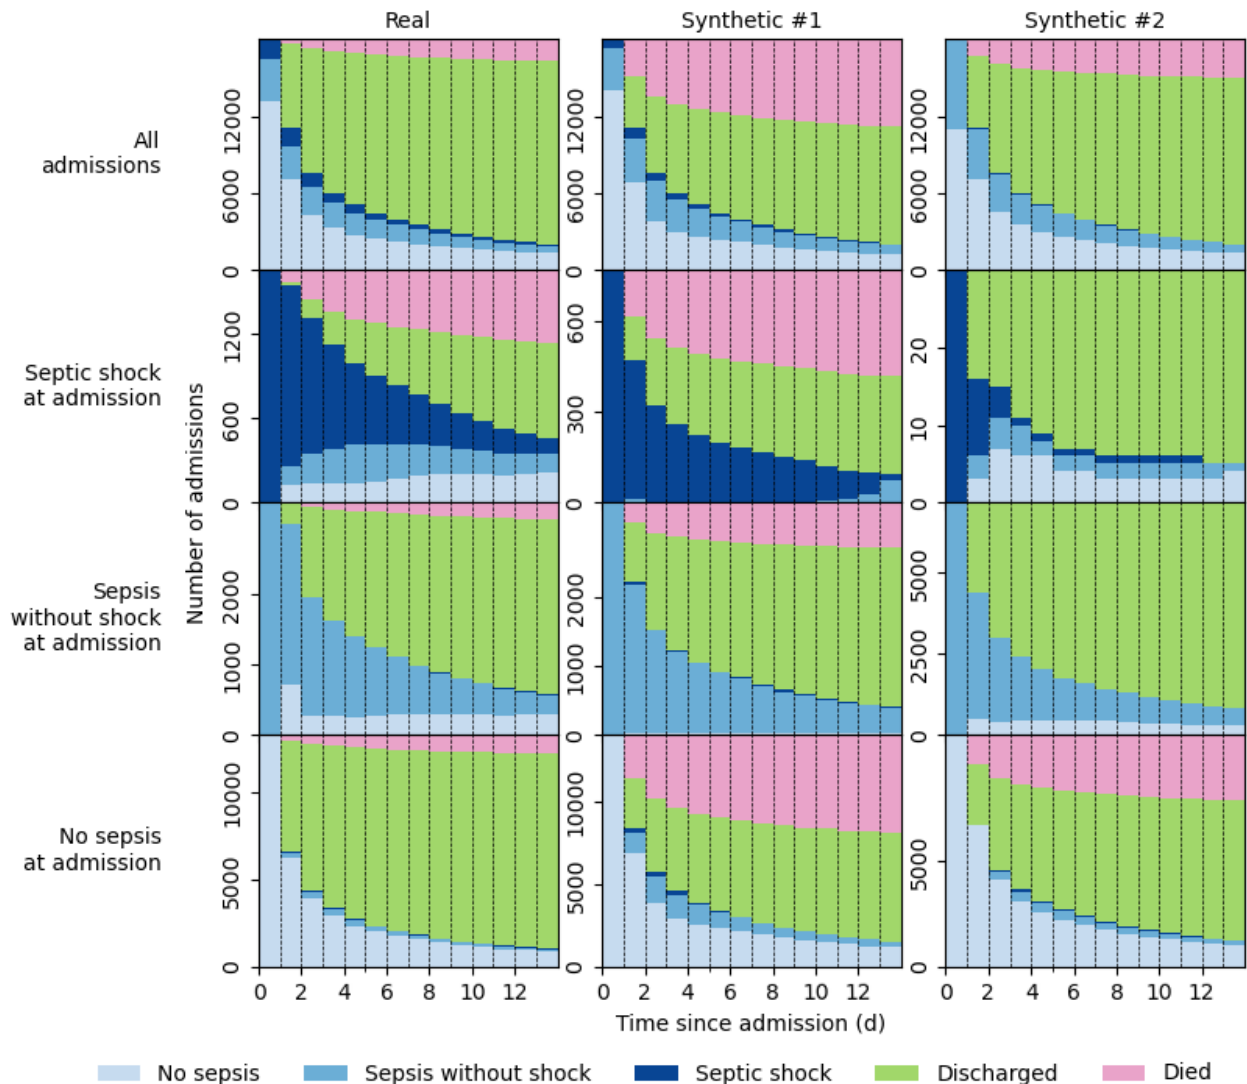 Real Synthetic #1 Synthetic #2
All
admissions
12000
6000
0
12000
6000
0
12000
6000
0
Septic shock
at admission
1200
600
0
600
300
0
20
10
0
Number of admissions
Sepsis
without shock
at admission
2000
1000
0
2000
1000
0
5000
2500
0
No sepsis
at admission
10000
5000
0
10000
5000
0
5000
0
0 2 4 6 8 10 12
0 2 4 6 8 10 12
0 2 4 6 8 10 12
Time since admission (d)
No sepsis Sepsis without shock Septic shock Discharged Died